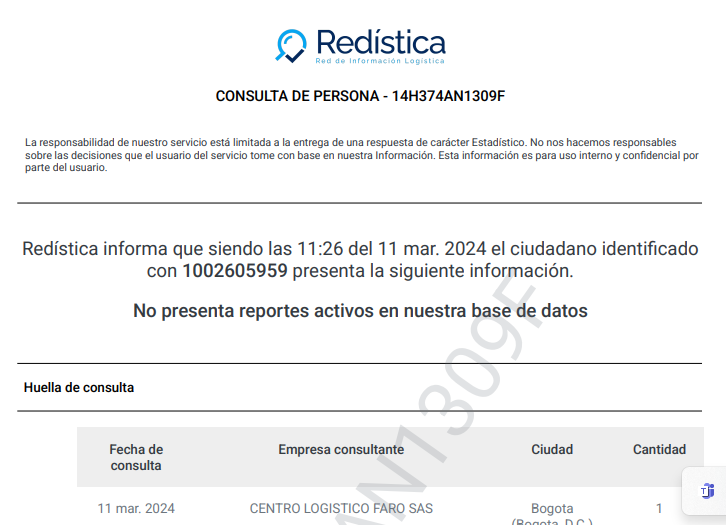 Redística
Red de Información Logística
CONSULTA DE PERSONA - 14H374AN1309F
La responsabilidad de nuestro servicio está limitada a la entrega de una respuesta de carácter Estadístico. No nos hacemos responsables
sobre las decisiones que el usuario del servicio tome con base en nuestra Información. Esta información es para uso interno y confidencial por
parte del usuario.
Redística informa que siendo las 11:26 del 11 mar. 2024 el ciudadano identificado
con 1002605959 presenta la siguiente información.
No presenta reportes activos en nuestra base de datos
Huella de consulta
Fecha de consulta Empresa consultante Ciudad Cantidad
11 mar. 2024 CENTRO LOGISTICO FARO SAS Bogota 1
(Bogota, D.C.)
AN1309F